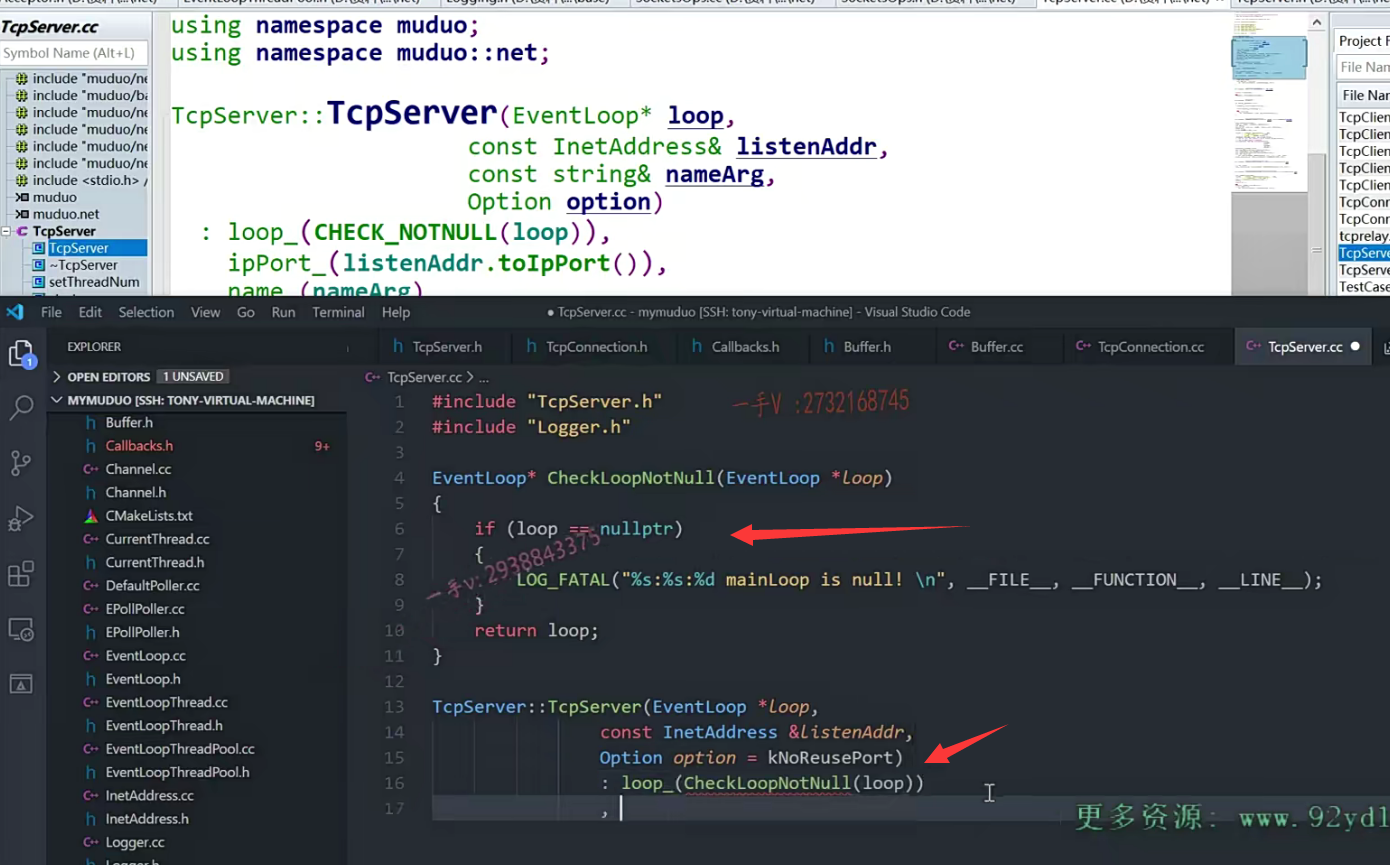 TcpServer.cc
Symbol Name (Alt+L)
include "muduo/ne
include "muduo/ba
include "muduo/ne
include "muduo/ne
include "muduo/ne
include "muduo/ne
include <stdio.h> /
muduo
muduo.net
TcpServer
TcpServer
~TcpServer
setThreadNum
using namespace muduo;
using namespace muduo::net;
TcpServer::TcpServer(EventLoop* loop,
const InetAddress& listenAddr,
const string& nameArg,
Option option)
: loop_(CHECK_NOTNULL(loop)),
ipPort_(listenAddr.toIpPort()),
name_(nameArg)
Project F
File Nam
File Nam
TcpClien
TcpClien
TcpClien
TcpClien
TcpClien
TcpConn
TcpConn
tcprelay.
TcpServe
TcpServe
TestCase
File Edit Selection View Go Run Terminal Help
● TcpServer.cc - mymuduo [SSH: tony-virtual-machine] - Visual Studio Code
EXPLORER
TcpServer.h TcpConnection.h Callbacks.h Buffer.h Buffer.cc TcpConnection.cc TcpServer.cc
OPEN EDITORS 1 UNSAVED
MYMUDUO [SSH: TONY-VIRTUAL-MACHINE]
Buffer.h
Callbacks.h 9+
Channel.cc
Channel.h
CMakeLists.txt
CurrentThread.cc
CurrentThread.h
DefaultPoller.cc
EPollPoller.cc
EPollPoller.h
EventLoop.cc
EventLoop.h
EventLoopThread.cc
EventLoopThread.h
EventLoopThreadPool.cc
EventLoopThreadPool.h
InetAddress.cc
InetAddress.h
Logger.cc
Logger.h
TcpServer.cc > ...
1 #include "TcpServer.h"
2 #include "Logger.h"
3
4 EventLoop* CheckLoopNotNull(EventLoop *loop)
5 {
6 if (loop == nullptr)
7 {
8 LOG_FATAL("%s:%s:%d mainLoop is null! \n", __FILE__, __FUNCTION__, __LINE__);
9 }
10 return loop;
11 }
12
13 TcpServer::TcpServer(EventLoop *loop,
14 const InetAddress &listenAddr,
15 Option option = kNoReusePort)
16 : loop_(CheckLoopNotNull(loop))
17 ,
一手V :2732168745
一手v: 2938843375
更多资源: www.92yd1